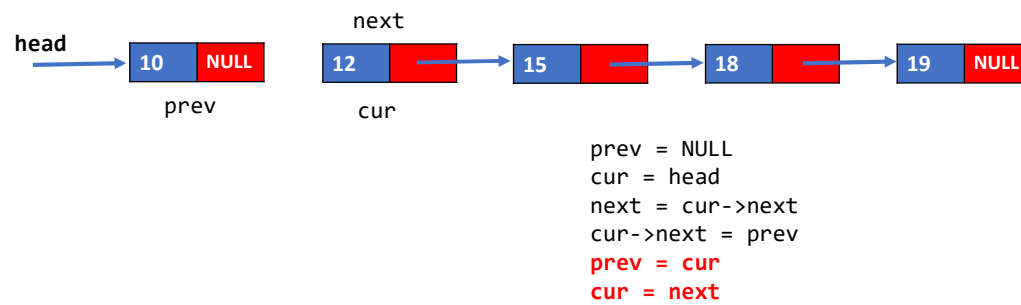 next
head
10 NULL 12 15 18 19 NULL
prev
cur
prev = NULL
cur = head
next = cur->next
cur->next = prev
prev = cur
cur = next